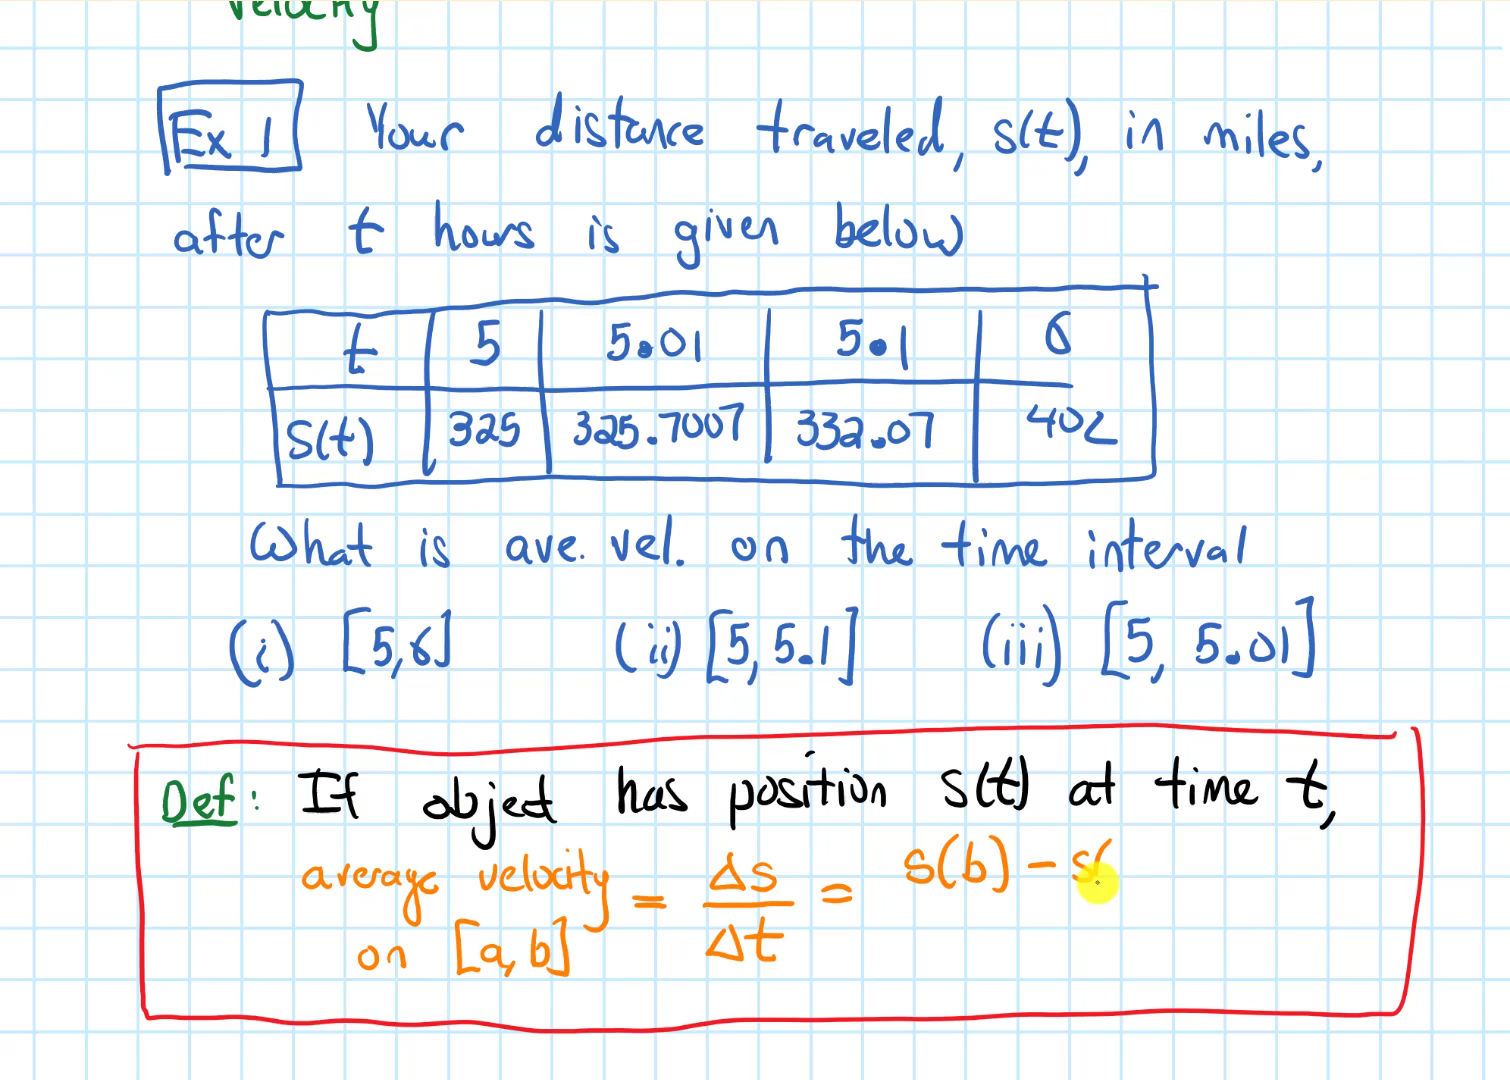 velocity
Ex 1 Your distance traveled, s(t), in miles,
after t hours is given below
t 5 5.01 5.1 6
S(t) 325 325.7007 332.07 402
What is ave. vel. on the time interval
(i) [5,6] (ii) [5, 5.1] (iii) [5, 5.01]
Def: If object has position s(t) at time t,
average velocity on [a,b] = Δs/Δt = s(b) - s(